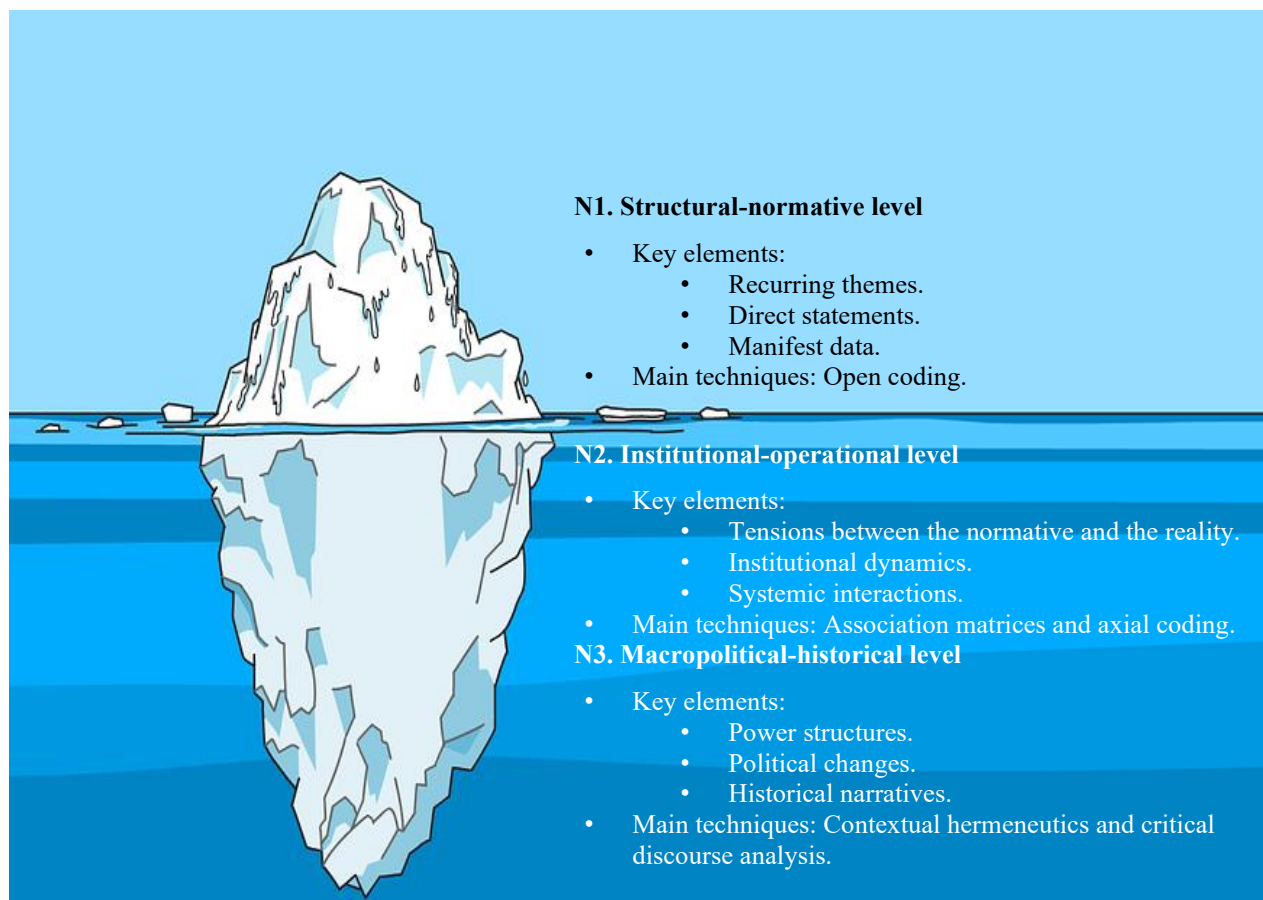 N1. Structural-normative level
• Key elements:
• Recurring themes.
• Direct statements.
• Manifest data.
• Main techniques: Open coding.
N2. Institutional-operational level
• Key elements:
• Tensions between the normative and the reality.
• Institutional dynamics.
• Systemic interactions.
• Main techniques: Association matrices and axial coding.
N3. Macropolitical-historical level
• Key elements:
• Power structures.
• Political changes.
• Historical narratives.
• Main techniques: Contextual hermeneutics and critical
discourse analysis.